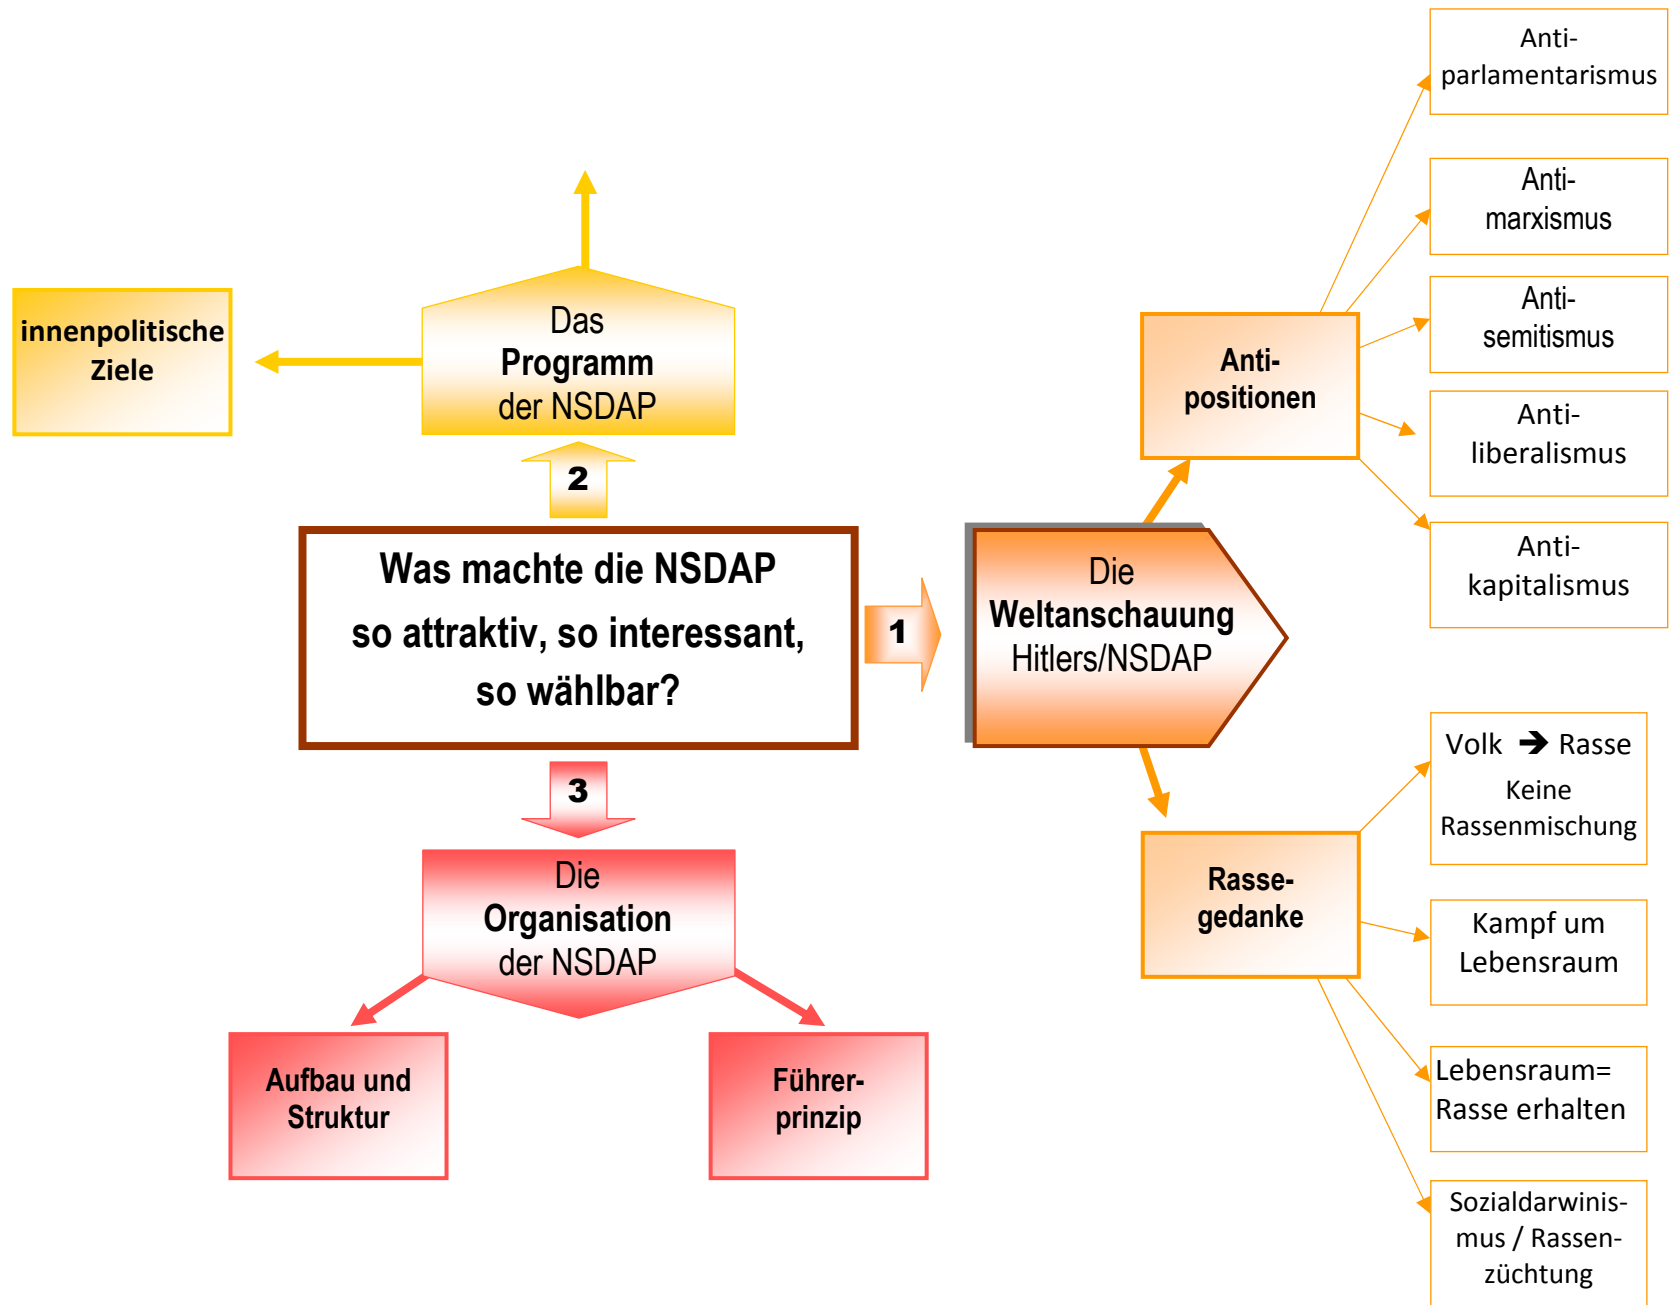 Was machte die NSDAP
so attraktiv, so interessant,
so wählbar?
1
Die
Weltanschauung
Hitlers/NSDAP
Anti-
positionen
Anti-
parlamentarismus
Anti-
marxismus
Anti-
semitismus
Anti-
liberalismus
Anti-
kapitalismus
Rasse-
gedanke
Volk ➔ Rasse
Keine
Rassenmischung
Kampf um
Lebensraum
Lebensraum=
Rasse erhalten
Sozialdarwinis-
mus / Rassen-
züchtung
2
Das
Programm
der NSDAP
innenpolitische
Ziele
3
Die
Organisation
der NSDAP
Aufbau und
Struktur
Führer-
prinzip